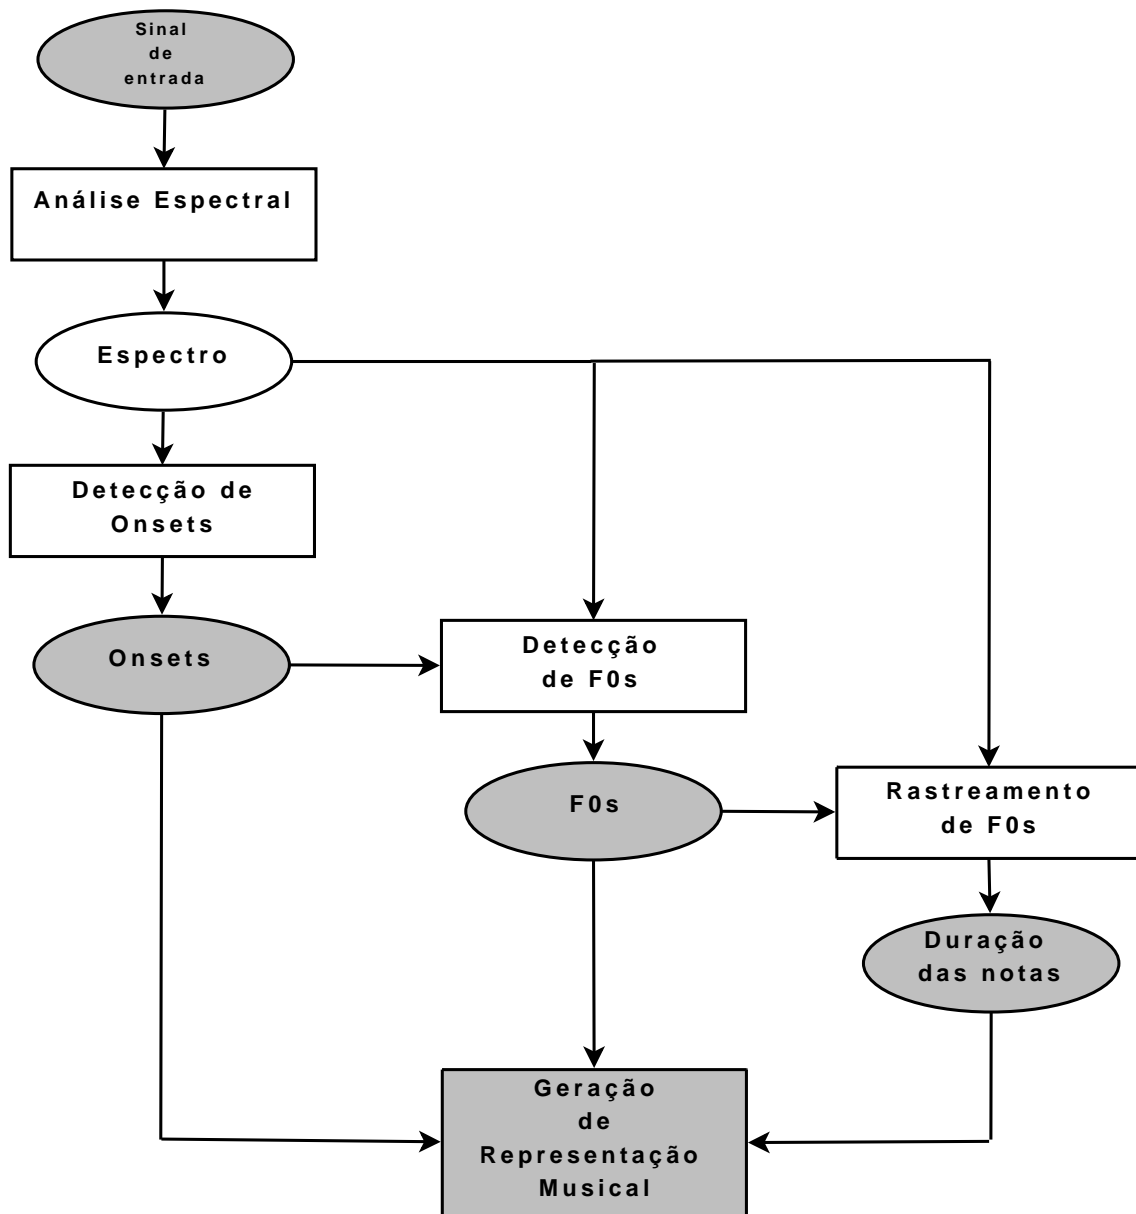 Sinal
de
entrada
Análise Espectral
Espectro
Detecção de
Onsets
Onsets
Detecção
de F0s
F0s
Rastreamento
de F0s
Duração
das notas
Geração
de
Representação
Musical